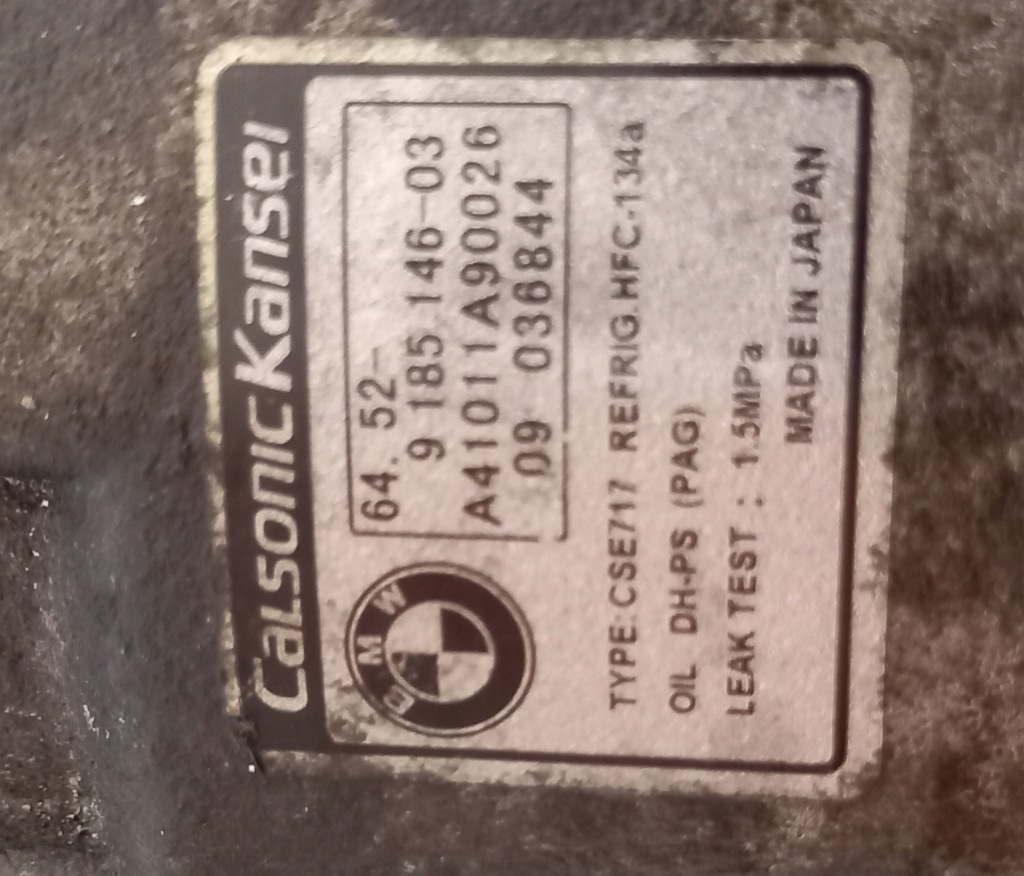 CalsonicKansei
BMW
64. 52-
9 185 146-03
A41011A90026
09 036844
TYPE:CSE717 REFRIG.HFC-134a
OIL DH-PS (PAG)
LEAK TEST : 1.5MPa
MADE IN JAPAN